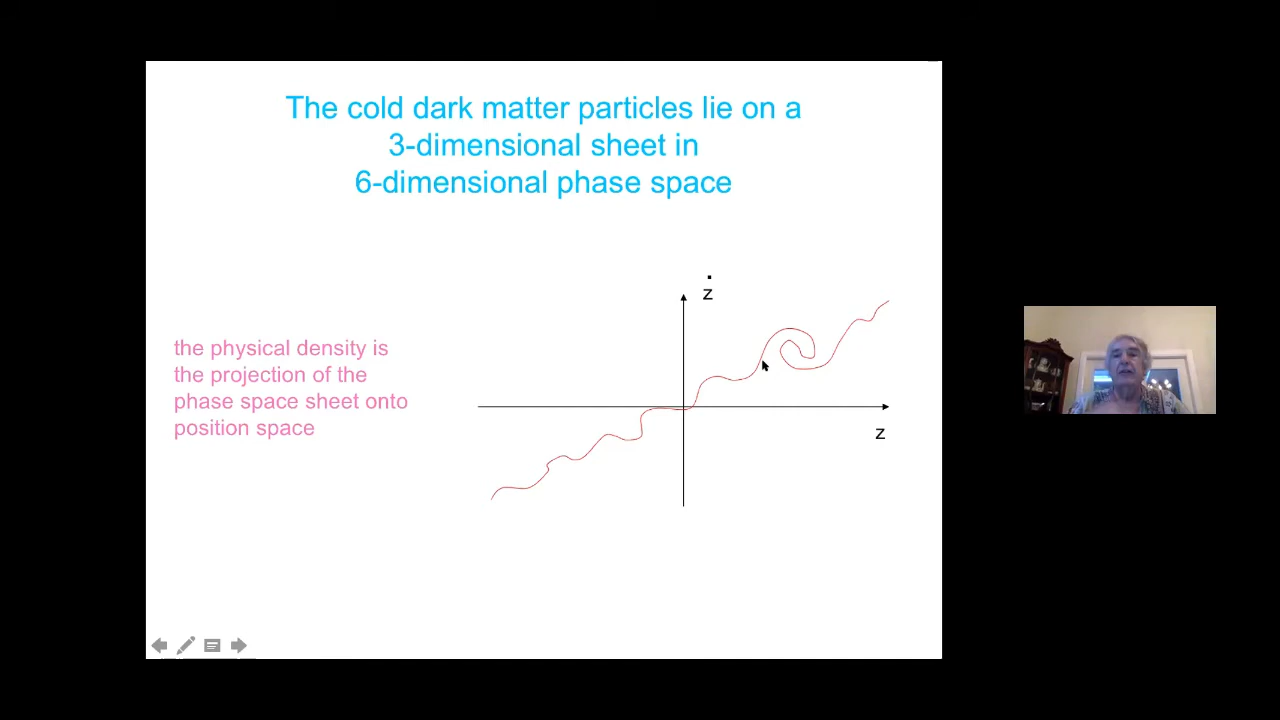 The cold dark matter particles lie on a
3-dimensional sheet in
6-dimensional phase space
ż
the physical density is
the projection of the
phase space sheet onto
position space
z